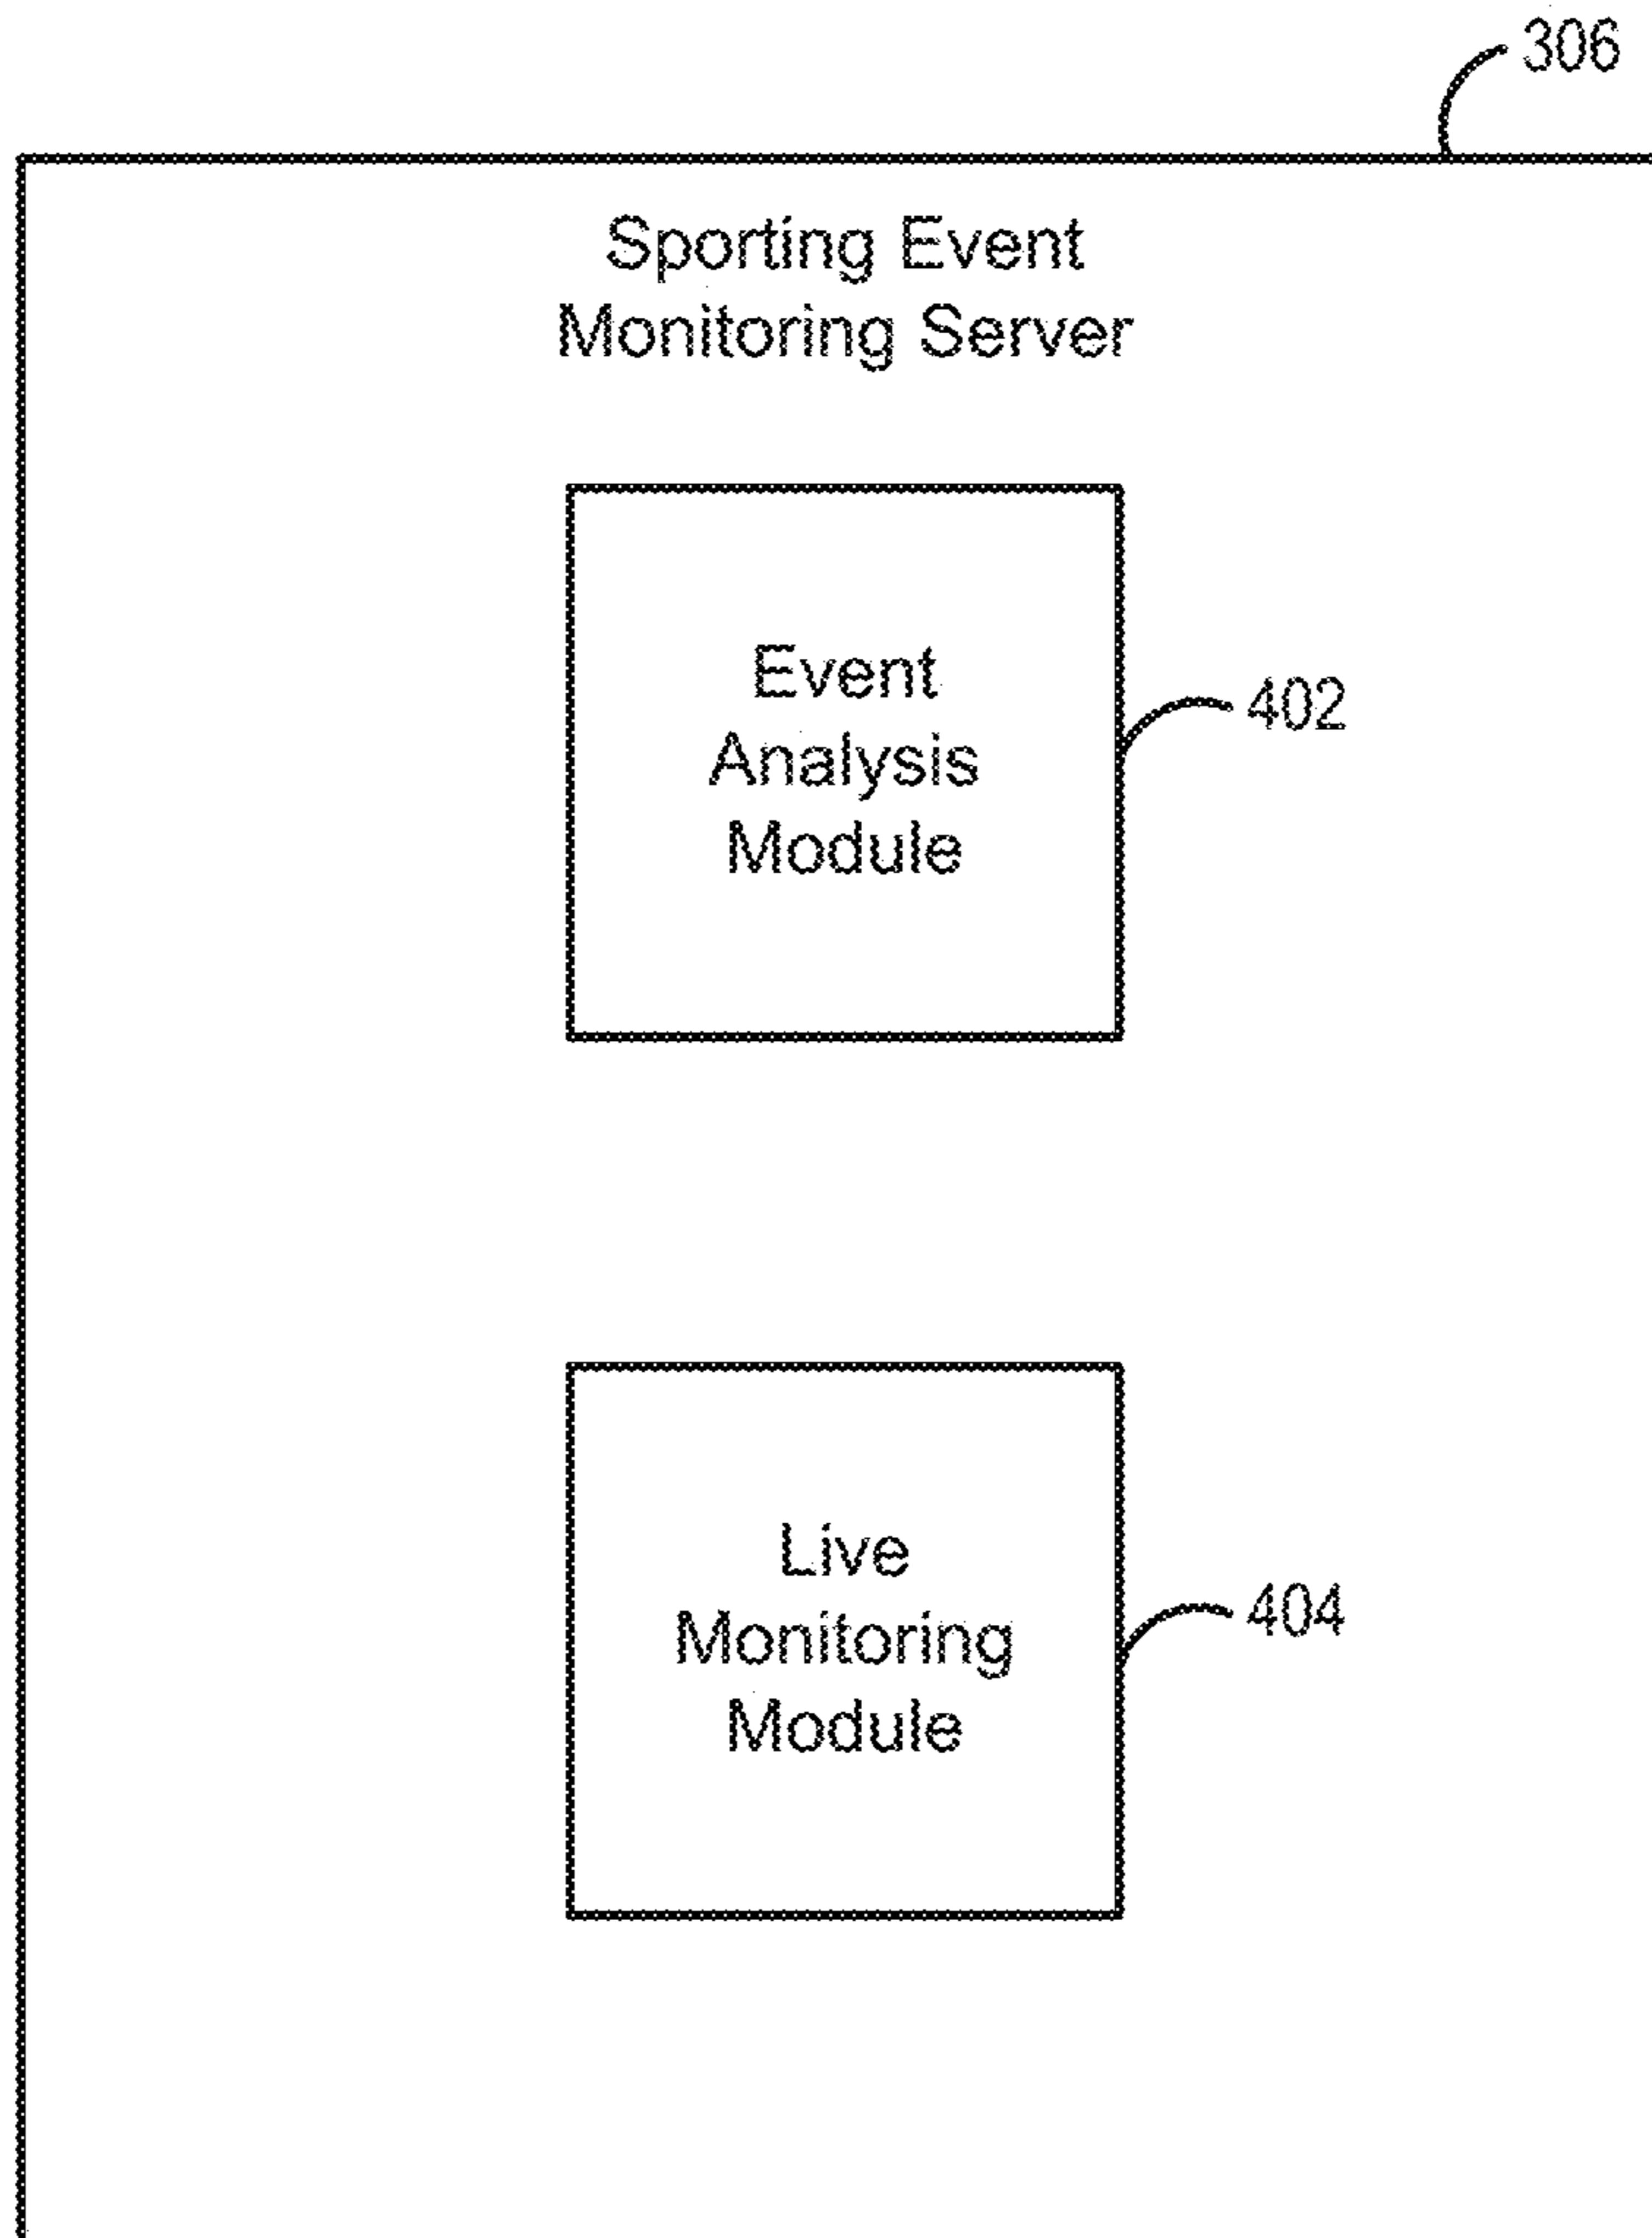 306
Sporting Event
Monitoring Server
Event
Analysis
Module
402
Live
Monitoring
Module
404